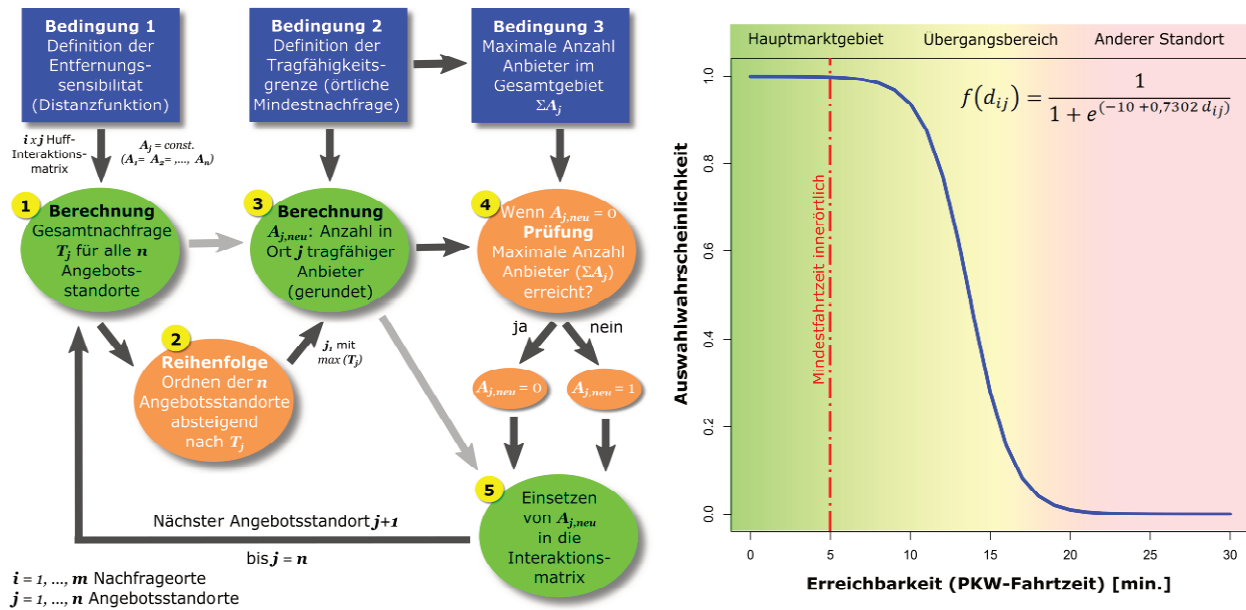 Bedingung 1
Definition der
Entfernungs-
sensibilität
(Distanzfunktion)
Bedingung 2
Definition der
Tragfähigkeits-
grenze (örtliche
Mindestnachfrage)
Bedingung 3
Maximale Anzahl
Anbieter im
Gesamtgebiet
ΣAj
i x j Huff-
Interaktions-
matrix
Aj = const.
(A1= A2= ,..., An)
1
Berechnung
Gesamtnachfrage
Tj für alle n
Angebots-
standorte
3
Berechnung
Aj,neu: Anzahl in
Ort j tragfähiger
Anbieter
(gerundet)
4
Wenn Aj,neu = 0
Prüfung
Maximale Anzahl
Anbieter (ΣAj)
erreicht?
2
Reihenfolge
Ordnen der n
Angebotsstandorte
absteigend
nach Tj
j1 mit
max (Tj)
ja
nein
Aj,neu = 0
Aj,neu = 1
5
Einsetzen
von Aj,neu
in die
Interaktions-
matrix
Nächster Angebotsstandort j+1
bis j = n
i = 1, ..., m Nachfrageorte
j = 1, ..., n Angebotsstandorte
Hauptmarktgebiet
Übergangsbereich
Anderer Standort
f(dij) = 1 / (1 + e^(−10 +0,7302 dij))
Mindestfahrtzeit innerörtlich
Auswahlwahrscheinlichkeit
1.0
0.8
0.6
0.4
0.2
0.0
0 5 10 15 20 25 30
Erreichbarkeit (PKW-Fahrtzeit) [min.]